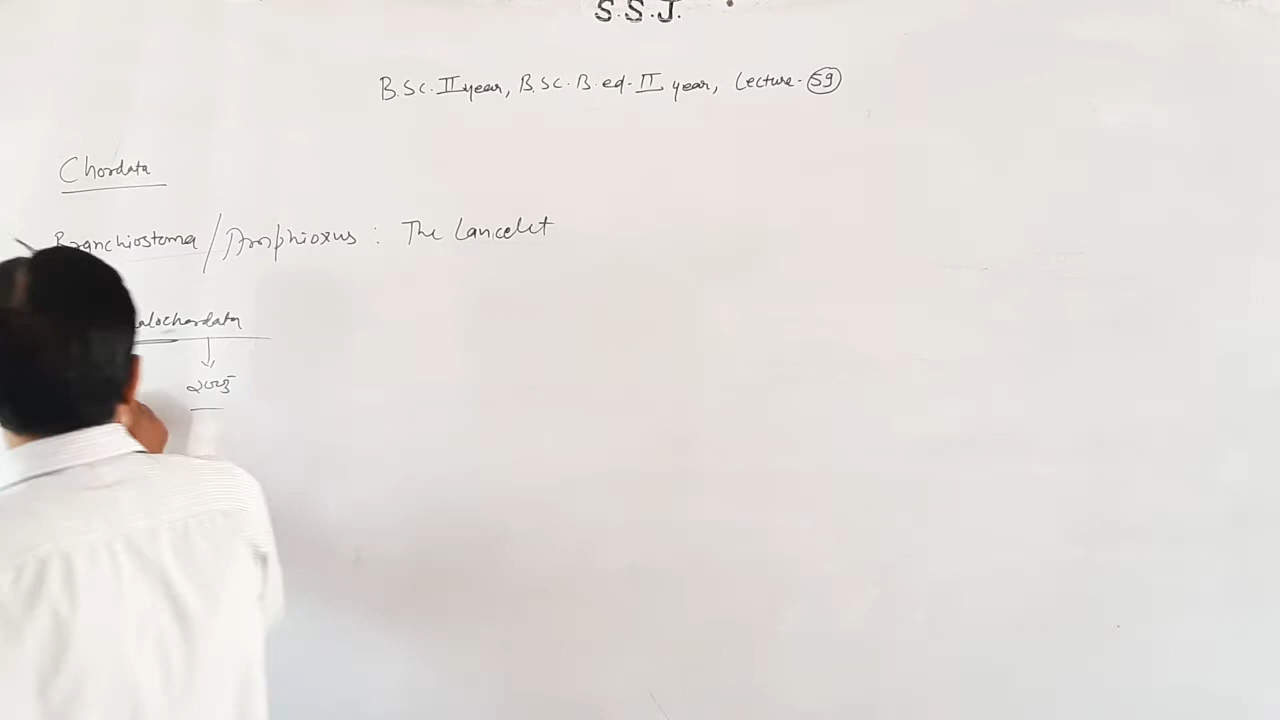 S.S.J.
B.Sc. II year, B.Sc. B.ed. II year, Lecture - 59
Chordata
Branchiostoma / Amphioxus : The Lancelet
alochordata